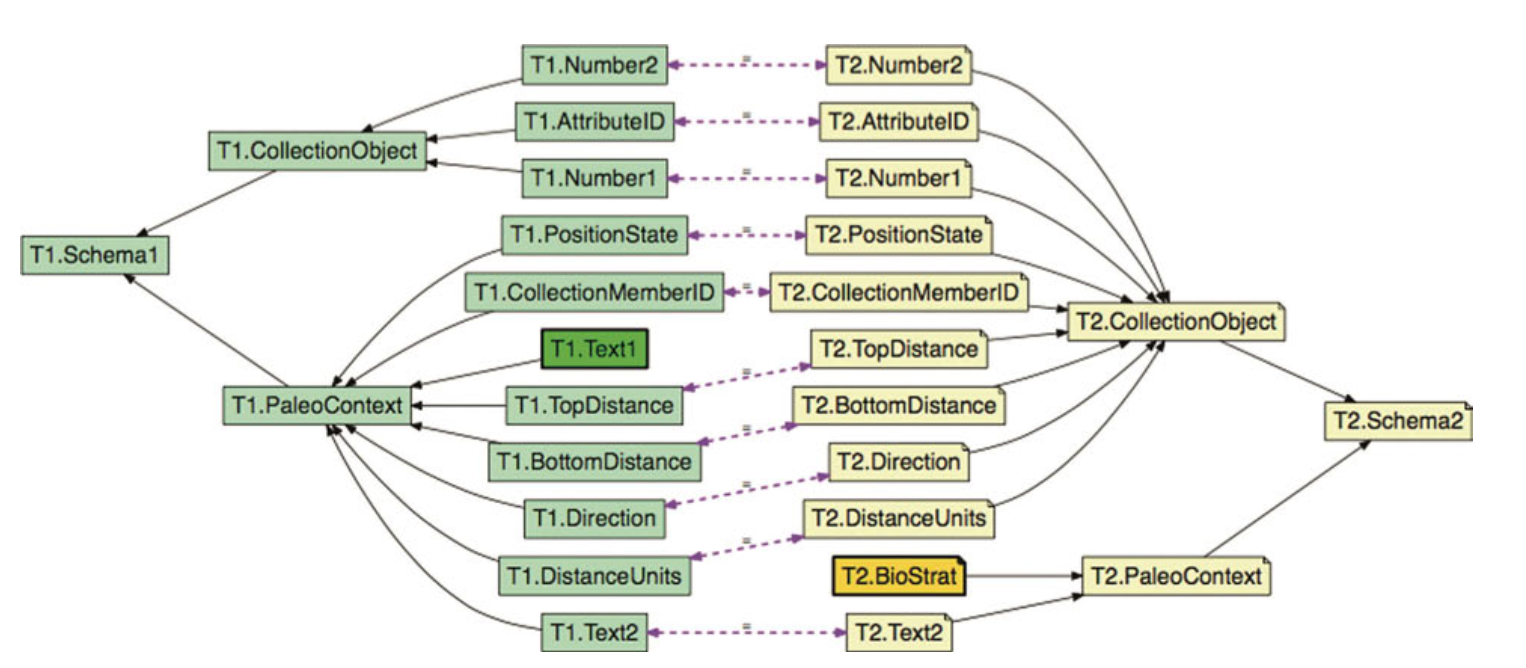 T1.Number2
=
T2.Number2
T1.AttributeID
=
T2.AttributeID
T1.CollectionObject
T1.Number1
=
T2.Number1
T1.PositionState
=
T2.PositionState
T1.Schema1
T1.CollectionMemberID
=
T2.CollectionMemberID
T2.CollectionObject
T1.Text1
T2.TopDistance
=
T1.PaleoContext
T1.TopDistance
T2.BottomDistance
=
T2.Schema2
T1.BottomDistance
T2.Direction
=
T1.Direction
T2.DistanceUnits
=
T1.DistanceUnits
T2.BioStrat
T2.PaleoContext
T1.Text2
=
T2.Text2